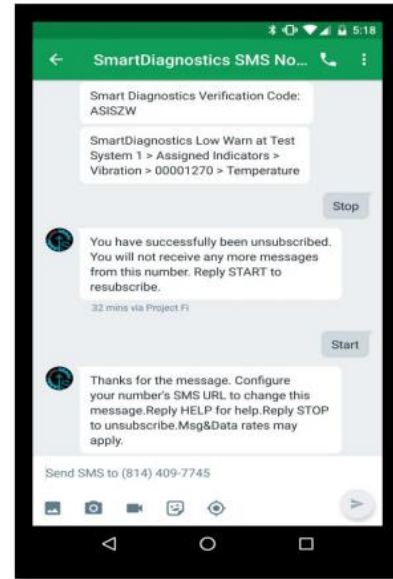 5:18
SmartDiagnostics SMS No...
Smart Diagnostics Verification Code:
ASISZW
SmartDiagnostics Low Warn at Test
System 1 > Assigned Indicators >
Vibration > 00001270 > Temperature
Stop
You have successfully been unsubscribed.
You will not receive any more messages
from this number. Reply START to
resubscribe.
32 mins via Project Fi
Start
Thanks for the message. Configure
your number's SMS URL to change this
message.Reply HELP for help.Reply STOP
to unsubscribe.Msg&Data rates may
apply.
Send SMS to (814) 409-7745